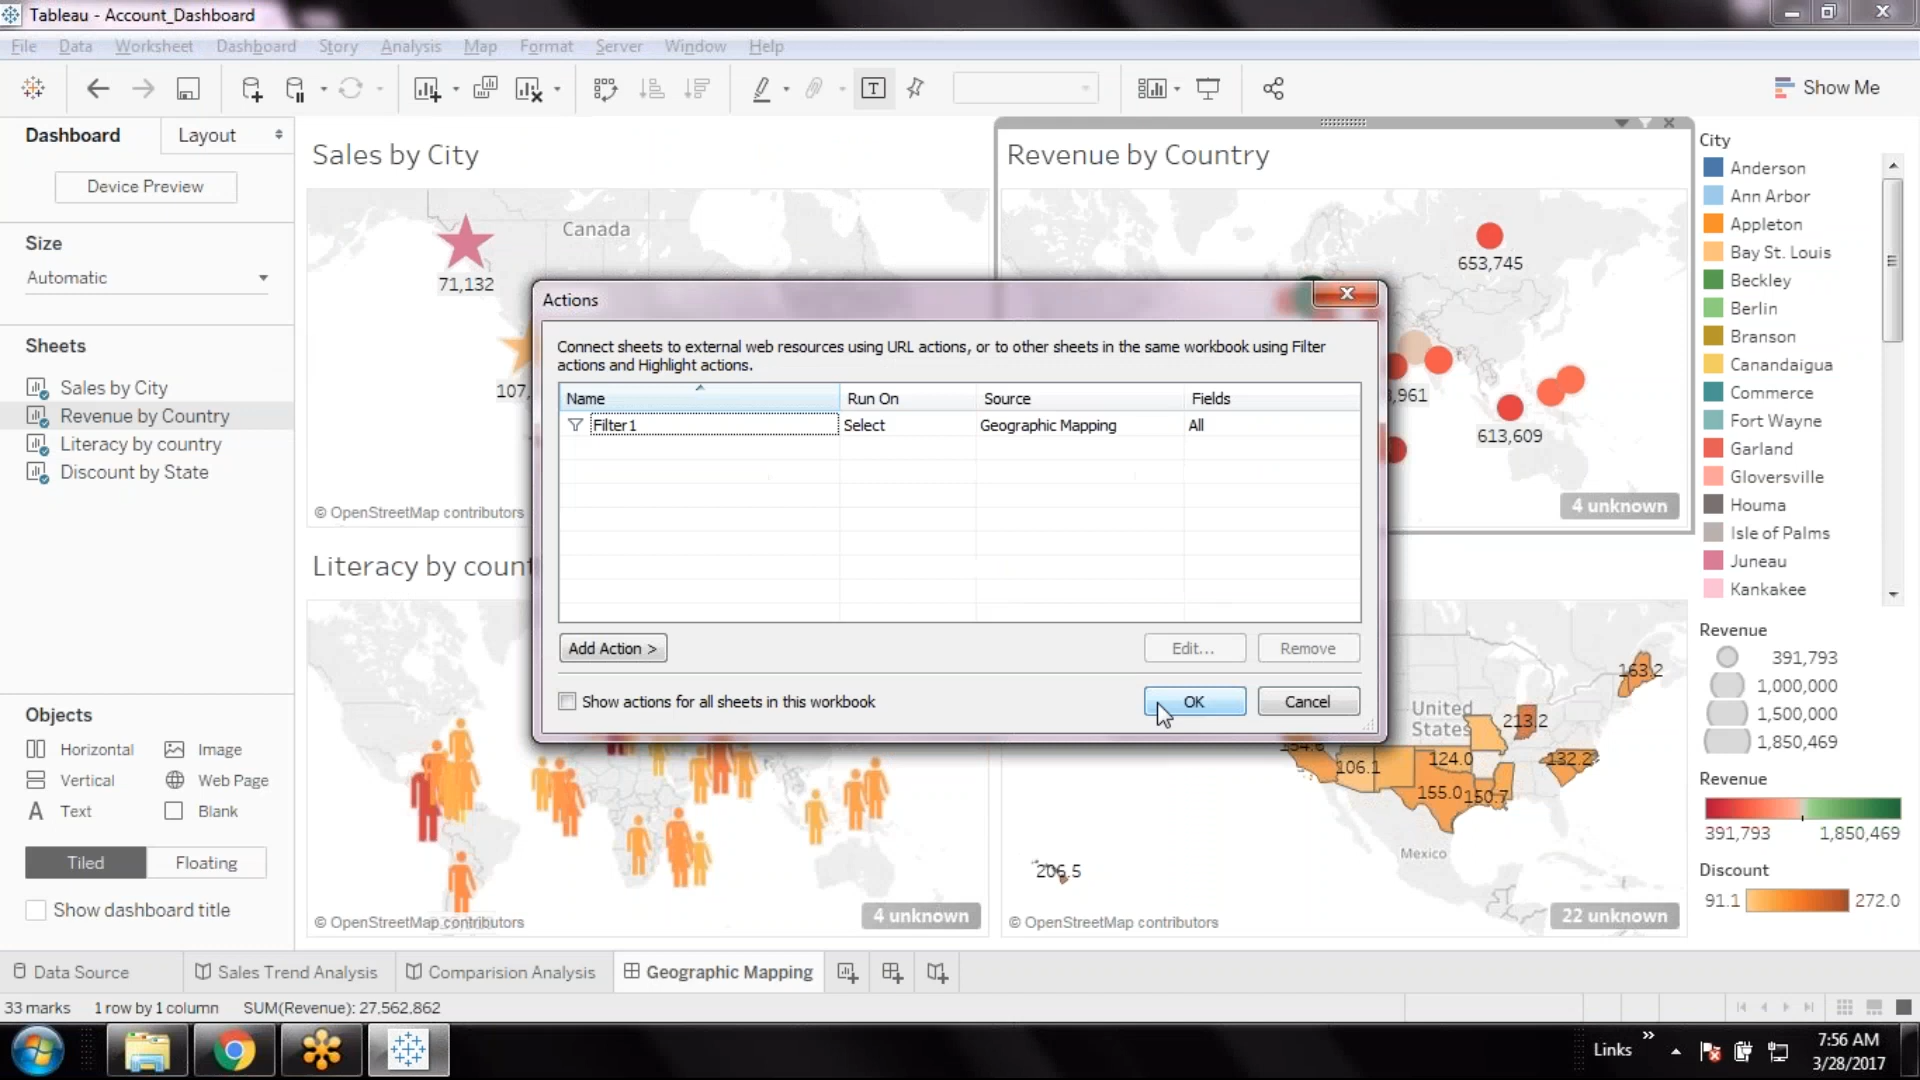 Tableau - Account_Dashboard
File Data Worksheet Dashboard Story Analysis Map Format Server Window Help
Show Me
Dashboard
Layout
Device Preview
Size
Automatic
Sheets
Sales by City
Revenue by Country
Literacy by country
Discount by State
Objects
Horizontal
Image
Vertical
Web Page
Text
Blank
Tiled
Floating
Show dashboard title
Sales by City
Canada
71,132
107,
© OpenStreetMap contributors
Revenue by Country
653,745
961
613,609
4 unknown
Actions
Connect sheets to external web resources using URL actions, or to other sheets in the same workbook using Filter
actions and Highlight actions.
Name Run On Source Fields
Filter1 Select Geographic Mapping All
Add Action >
Edit...
Remove
Show actions for all sheets in this workbook
OK
Cancel
Literacy by count
© OpenStreetMap contributors
4 unknown
163.2
United
States
213.2
106.1
124.0
132.2
155.0
150.7
Mexico
206.5
© OpenStreetMap contributors
22 unknown
City
Anderson
Ann Arbor
Appleton
Bay St. Louis
Beckley
Berlin
Branson
Canandaigua
Commerce
Fort Wayne
Garland
Gloversville
Houma
Isle of Palms
Juneau
Kankakee
Revenue
391,793
1,000,000
1,500,000
1,850,469
Revenue
391,793 1,850,469
Discount
91.1 272.0
Data Source
Sales Trend Analysis
Comparision Analysis
Geographic Mapping
33 marks 1 row by 1 column SUM(Revenue): 27,562,862
Links
7:56 AM
3/28/2017